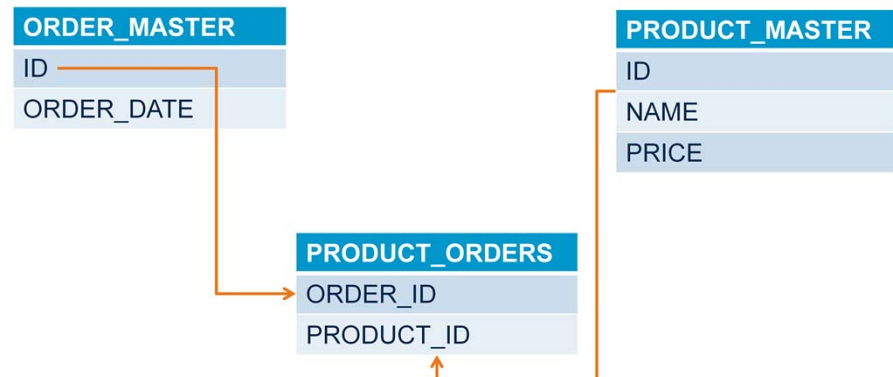 ORDER_MASTER
ID
ORDER_DATE
PRODUCT_MASTER
ID
NAME
PRICE
PRODUCT_ORDERS
ORDER_ID
PRODUCT_ID